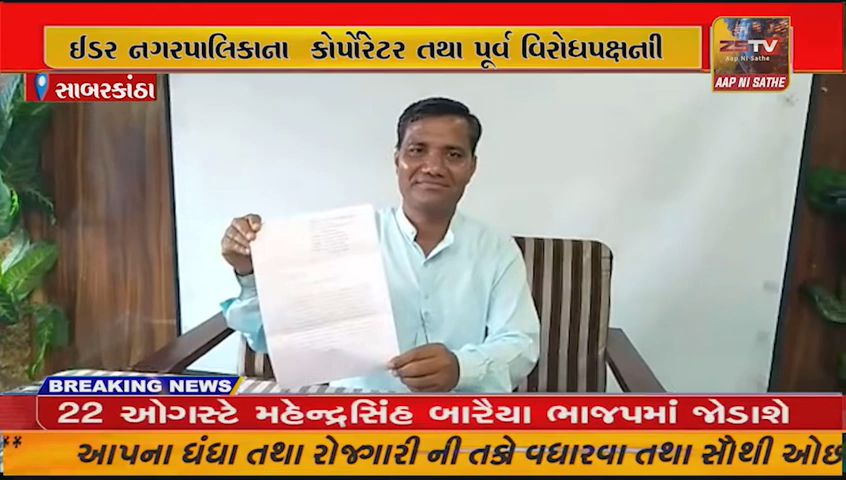 ઈડર નગરપાલિકાના કોર્પોરેટર તથા પૂર્વ વિરોધપક્ષનાી
ZSTV
Aap Ni Sathe
AAP NI SATHE
સાબરકાંઠા
BREAKING NEWS
22 ઓગસ્ટે મહેન્દ્રસિંહ બારૈયા ભાજપમાં જોડાશે
** આપના ધંધા તથા રોજગારી ની તકો વધારવા તથા સૌથી ઓછ